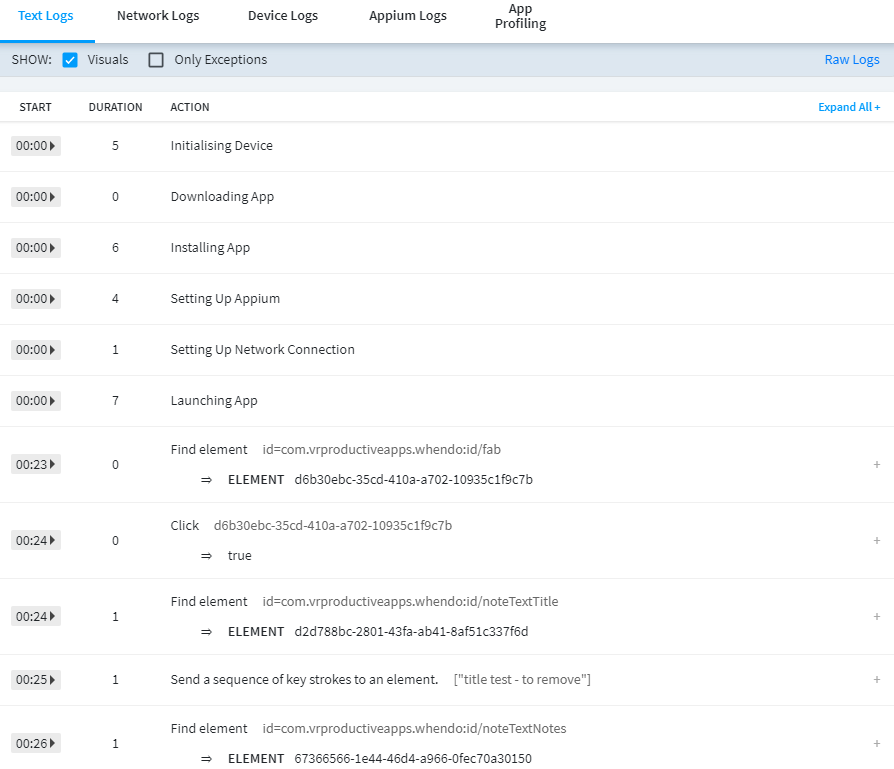 Text Logs Network Logs Device Logs Appium Logs App Profiling
SHOW: Visuals Only Exceptions Raw Logs
START DURATION ACTION Expand All +
00:00 5 Initialising Device
00:00 0 Downloading App
00:00 6 Installing App
00:00 4 Setting Up Appium
00:00 1 Setting Up Network Connection
00:00 7 Launching App
Find element id=com.vrproductiveapps.whendo:id/fab
00:23 0 +
⇒ ELEMENT d6b30ebc-35cd-410a-a702-10935c1f9c7b
Click d6b30ebc-35cd-410a-a702-10935c1f9c7b
00:24 0 +
⇒ true
Find element id=com.vrproductiveapps.whendo:id/noteTextTitle
00:24 1 +
⇒ ELEMENT d2d788bc-2801-43fa-ab41-8af51c337f6d
00:25 1 Send a sequence of key strokes to an element. ["title test - to remove"] +
Find element id=com.vrproductiveapps.whendo:id/noteTextNotes
00:26 1 +
⇒ ELEMENT 67366566-1e44-46d4-a966-0fec70a30150